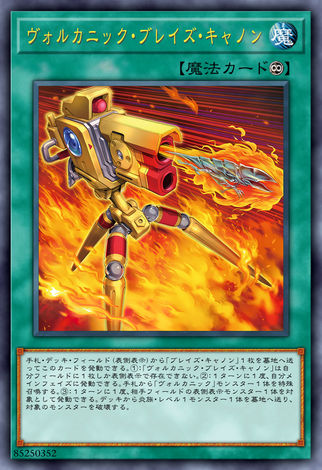 ヴォルカニック・ブレイズ・キャノン
魔
【魔法カード】
手札・デッキ・フィールド(表側表示)から「ブレイズ・キャノン」1枚を墓地へ送
ってこのカードを発動できる。①:「ヴォルカニック・ブレイズ・キャノン」は自
分フィールドに1枚しか表側表示で存在できない。②:1ターンに1度、自分メ
インフェイズに発動できる。手札から「ヴォルカニック」モンスター1体を特殊
召喚する。③:1ターンに1度、相手フィールドの表側表示モンスター1体を対
象として発動できる。デッキから炎族・レベル1モンスター1体を墓地へ送り、
対象のモンスターを破壊する。
85250352